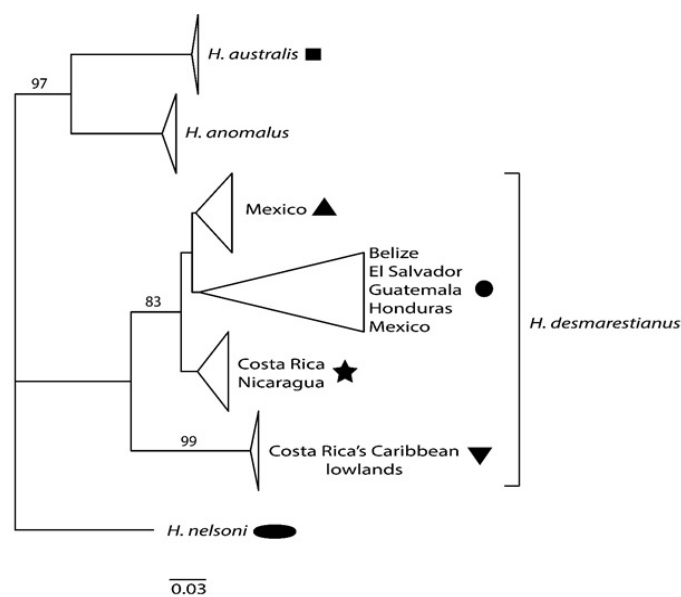 97
H. australis
H. anomalus
Mexico
Belize
El Salvador
Guatemala
Honduras
Mexico
83
H. desmarestianus
Costa Rica
Nicaragua
99
Costa Rica's Caribbean
lowlands
H. nelsoni
0.03